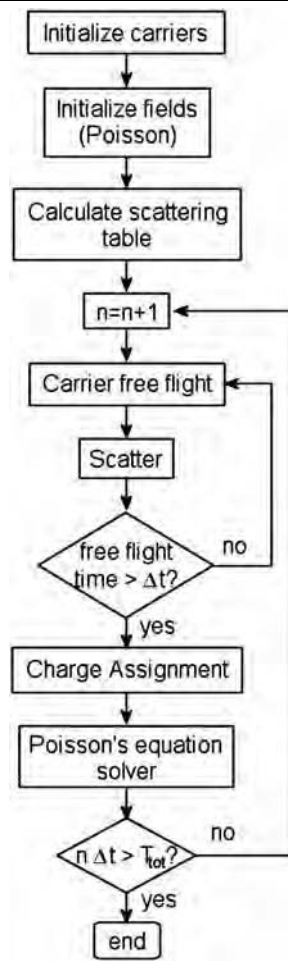 Initialize carriers
Initialize fields
(Poisson)
Calculate scattering
table
n=n+1
Carrier free flight
Scatter
free flight
time > Δt?
no
yes
Charge Assignment
Poisson's equation
solver
n Δt > Ttot?
no
yes
end